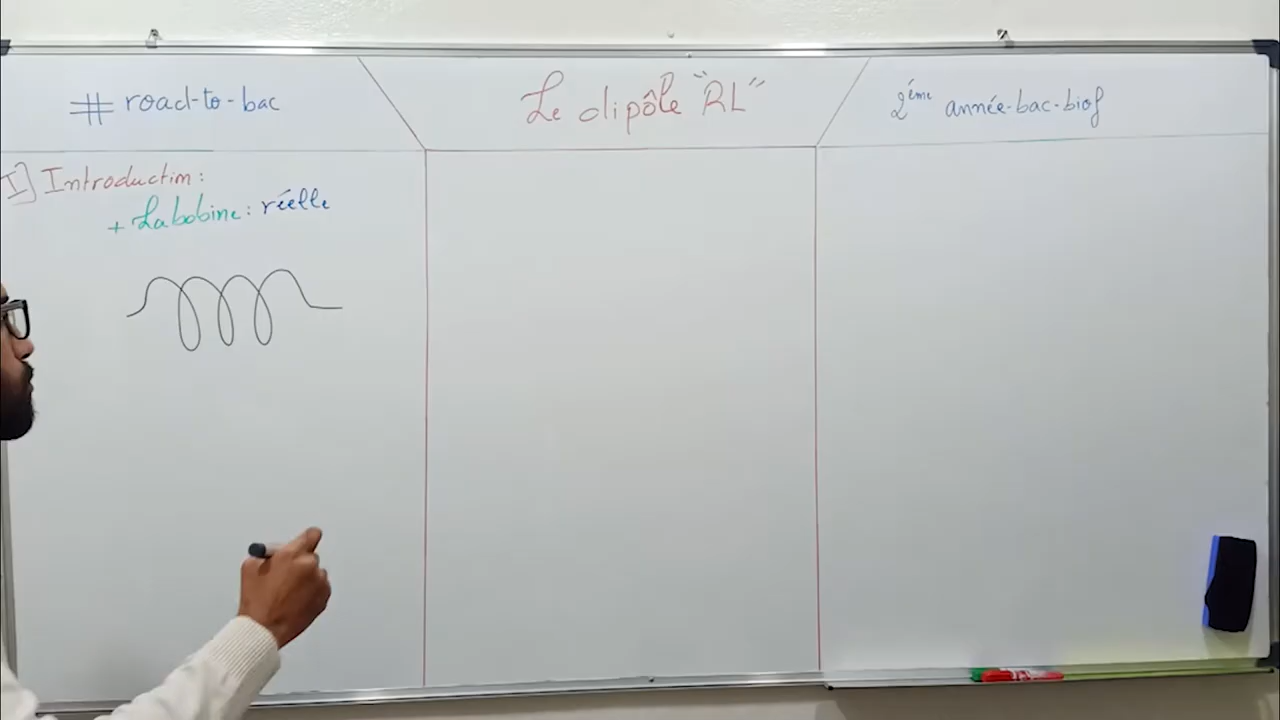 # road-to-bac
Le dipôle "RL"
2ème année-bac-biof
I] Introduction:
+ La bobine: réelle